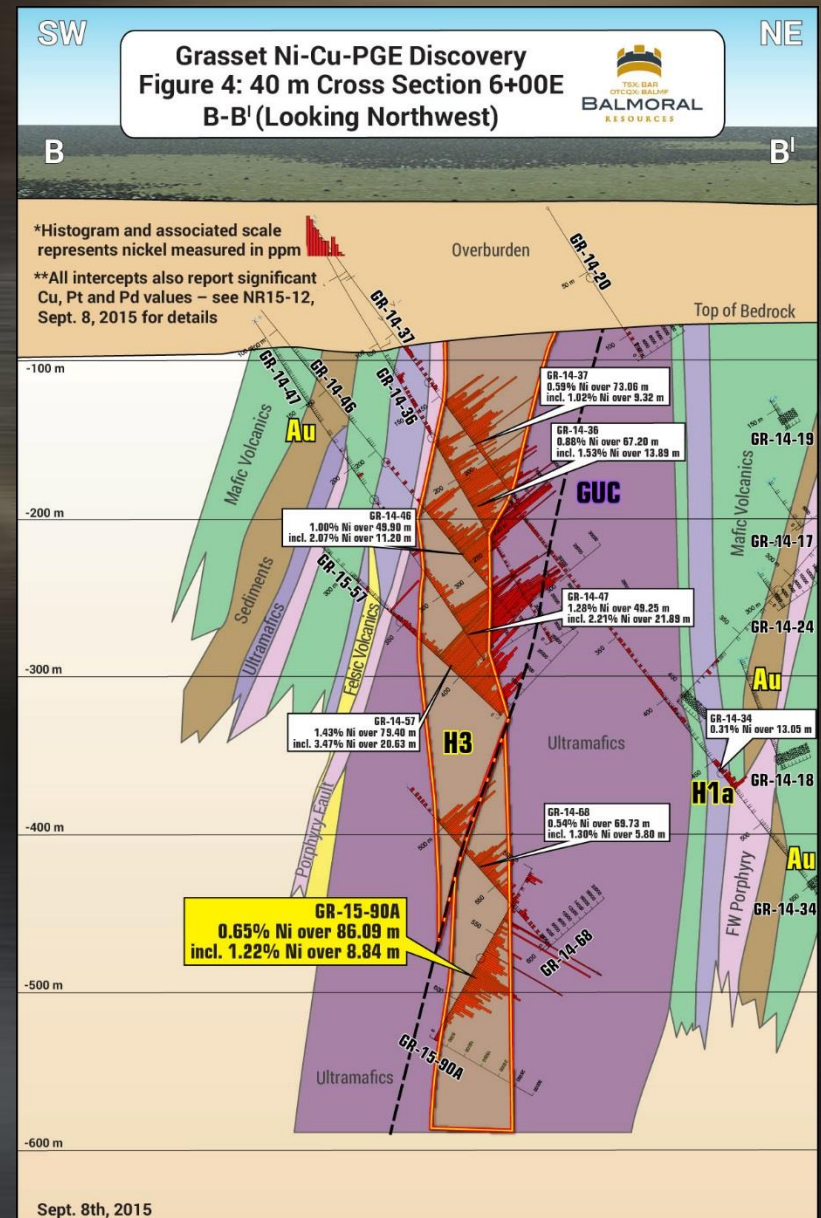 SW
NE
Grasset Ni-Cu-PGE Discovery
Figure 4: 40 m Cross Section 6+00E
B-B' (Looking Northwest)
TSX: BAR
OTCQX: BALMF
BALMORAL
RESOURCES
B
B'
*Histogram and associated scale
represents nickel measured in ppm
**All intercepts also report significant
Cu, Pt and Pd values – see NR15-12,
Sept. 8, 2015 for details
Overburden
GR-14-20
GR-14-37
50 m
Top of Bedrock
-100 m
GR-14-47
GR-14-46
GR-14-36
GR-14-37
0.59% Ni over 73.06 m
incl. 1.02% Ni over 9.32 m
Mafic Volcanics
Au
GR-14-19
GR-14-36
0.88% Ni over 67.20 m
incl. 1.53% Ni over 13.89 m
GUC
Mafic Volcanics
-200 m
GR-14-46
1.00% Ni over 49.90 m
incl. 2.07% Ni over 11.20 m
GR-14-17
GR-15-57
Sediments
Ultramafics
Felsic Volcanics
GR-14-47
1.28% Ni over 49.25 m
incl. 2.21% Ni over 21.89 m
GR-14-24
-300 m
Au
GR-14-57
1.43% Ni over 79.40 m
incl. 3.47% Ni over 20.63 m
H3
Ultramafics
GR-14-34
0.31% Ni over 13.05 m
GR-14-18
H1a
Porphyry Fault
-400 m
GR-14-68
0.54% Ni over 69.73 m
incl. 1.30% Ni over 5.80 m
FW Porphyry
Au
GR-14-34
GR-15-90A
0.65% Ni over 86.09 m
incl. 1.22% Ni over 8.84 m
GR-14-68
-500 m
GR-15-90A
Ultramafics
-600 m
Sept. 8th, 2015